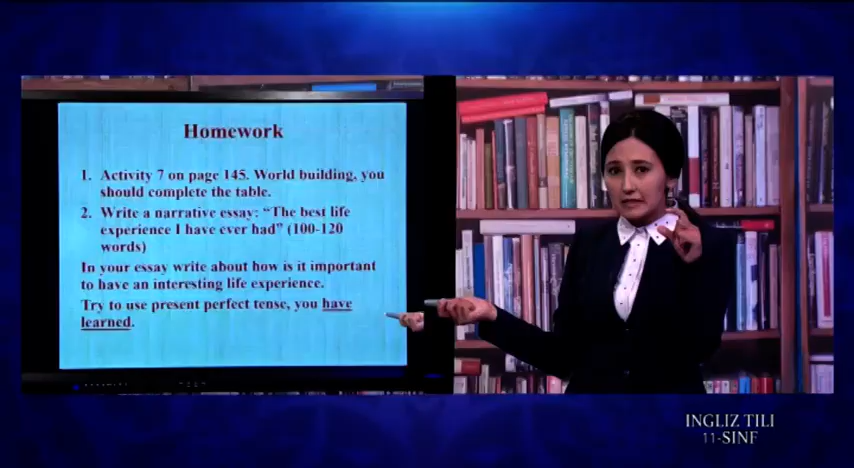 Homework
1. Activity 7 on page 145. World building, you
should complete the table.
2. Write a narrative essay: “The best life
experience I have ever had” (100-120
words)
In your essay write about how is it important
to have an interesting life experience.
Try to use present perfect tense, you have
learned.
INGLIZ TILI
11-SINF